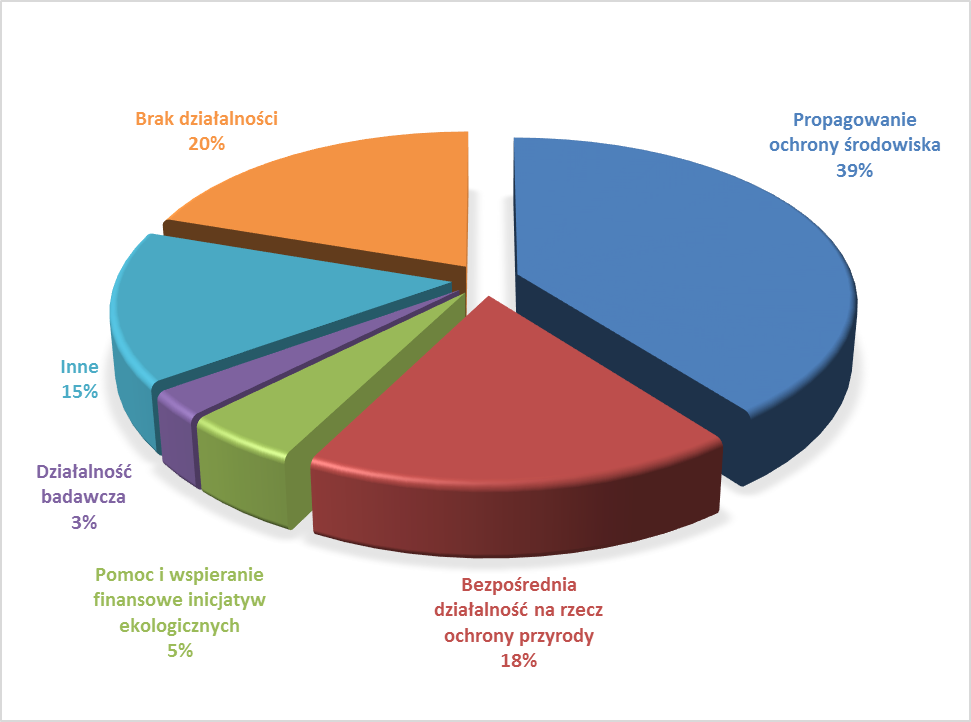 Brak działalności
20%
Propagowanie
ochrony środowiska
39%
Inne
15%
Działalność
badawcza
3%
Pomoc i wspieranie
finansowe inicjatyw
ekologicznych
5%
Bezpośrednia
działalność na rzecz
ochrony przyrody
18%